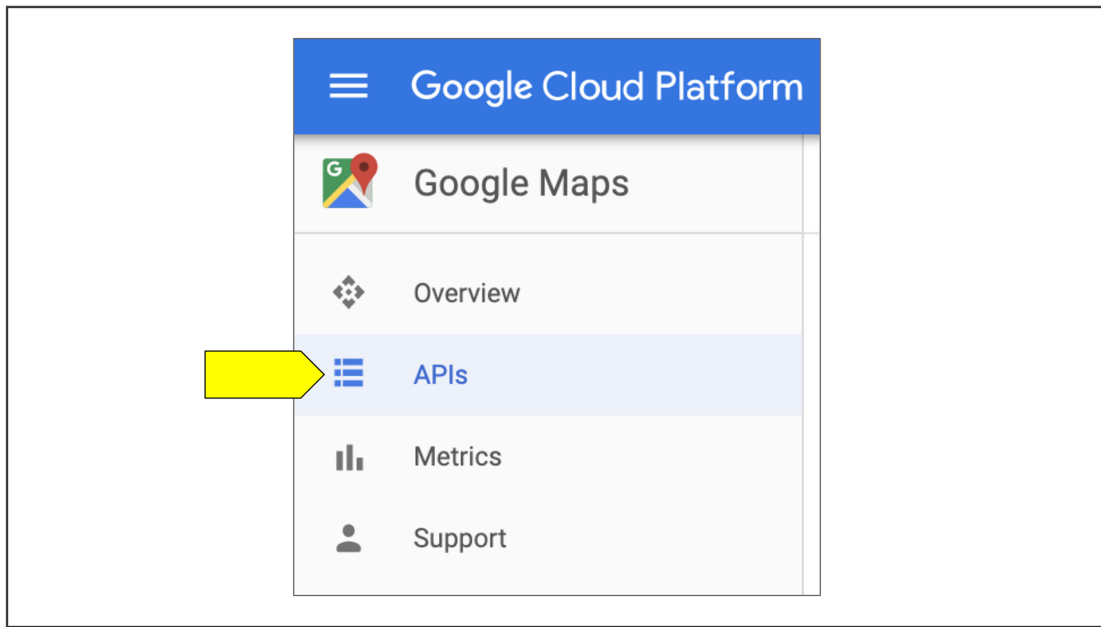 Google Cloud Platform
G
Google Maps
Overview
APIs
Metrics
Support